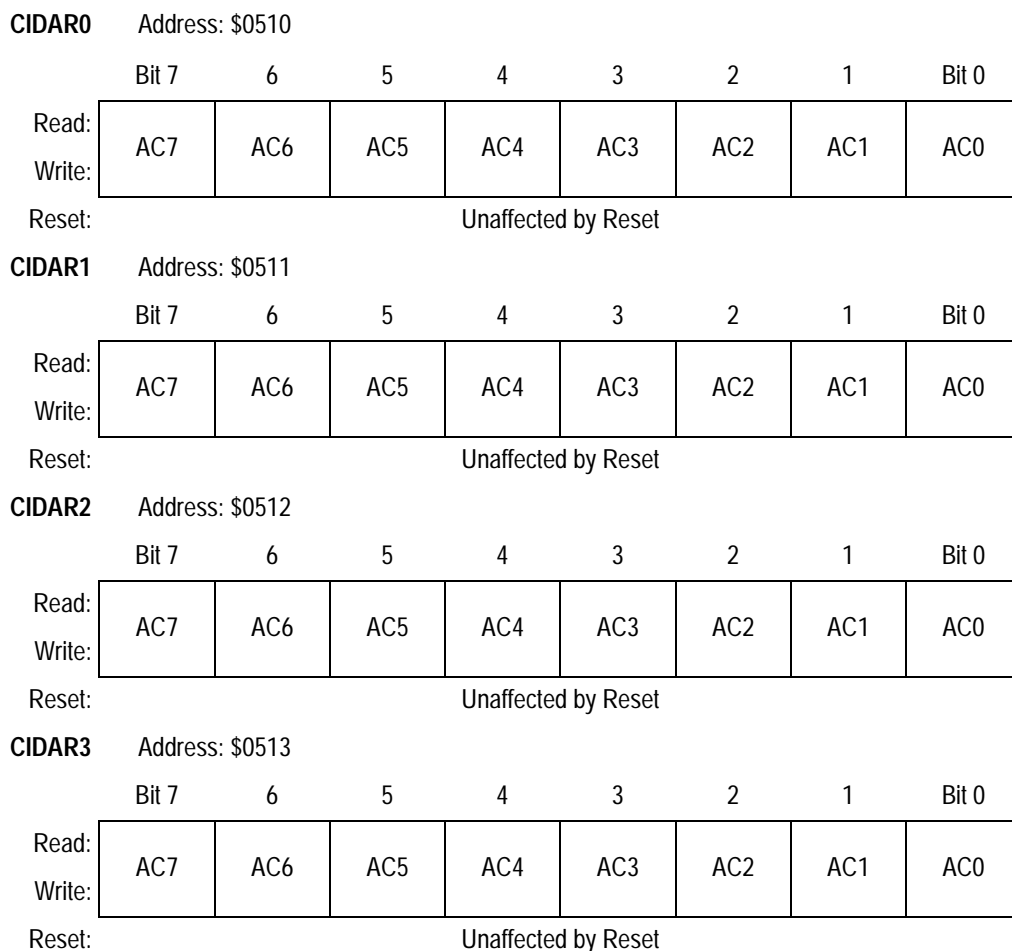 CIDAR0 Address: $0510
Bit 7 6 5 4 3 2 1 Bit 0
Read:
AC7 AC6 AC5 AC4 AC3 AC2 AC1 AC0
Write:
Reset: Unaffected by Reset
CIDAR1 Address: $0511
Bit 7 6 5 4 3 2 1 Bit 0
Read:
AC7 AC6 AC5 AC4 AC3 AC2 AC1 AC0
Write:
Reset: Unaffected by Reset
CIDAR2 Address: $0512
Bit 7 6 5 4 3 2 1 Bit 0
Read:
AC7 AC6 AC5 AC4 AC3 AC2 AC1 AC0
Write:
Reset: Unaffected by Reset
CIDAR3 Address: $0513
Bit 7 6 5 4 3 2 1 Bit 0
Read:
AC7 AC6 AC5 AC4 AC3 AC2 AC1 AC0
Write:
Reset: Unaffected by Reset